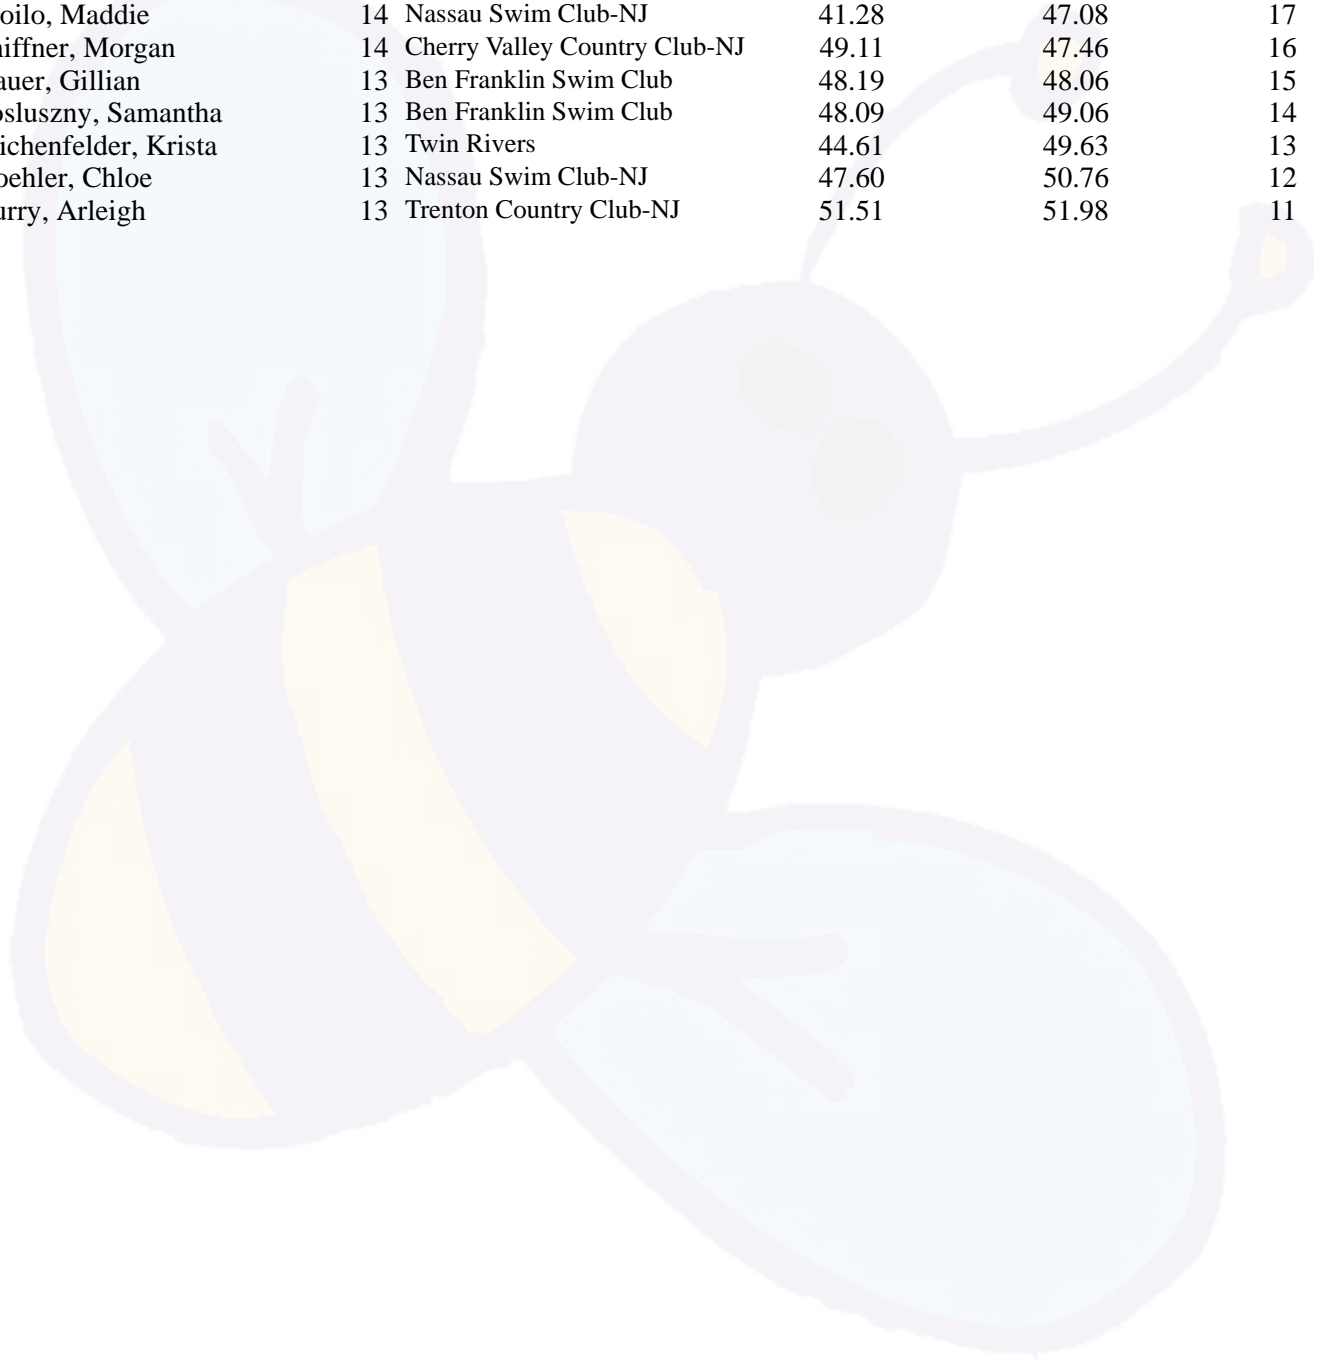 oilo, Maddie 14 Nassau Swim Club-NJ 41.28 47.08 17
iffner, Morgan 14 Cherry Valley Country Club-NJ 49.11 47.46 16
auer, Gillian 13 Ben Franklin Swim Club 48.19 48.06 15
osluszny, Samantha 13 Ben Franklin Swim Club 48.09 49.06 14
ichenfelder, Krista 13 Twin Rivers 44.61 49.63 13
oehler, Chloe 13 Nassau Swim Club-NJ 47.60 50.76 12
urry, Arleigh 13 Trenton Country Club-NJ 51.51 51.98 11